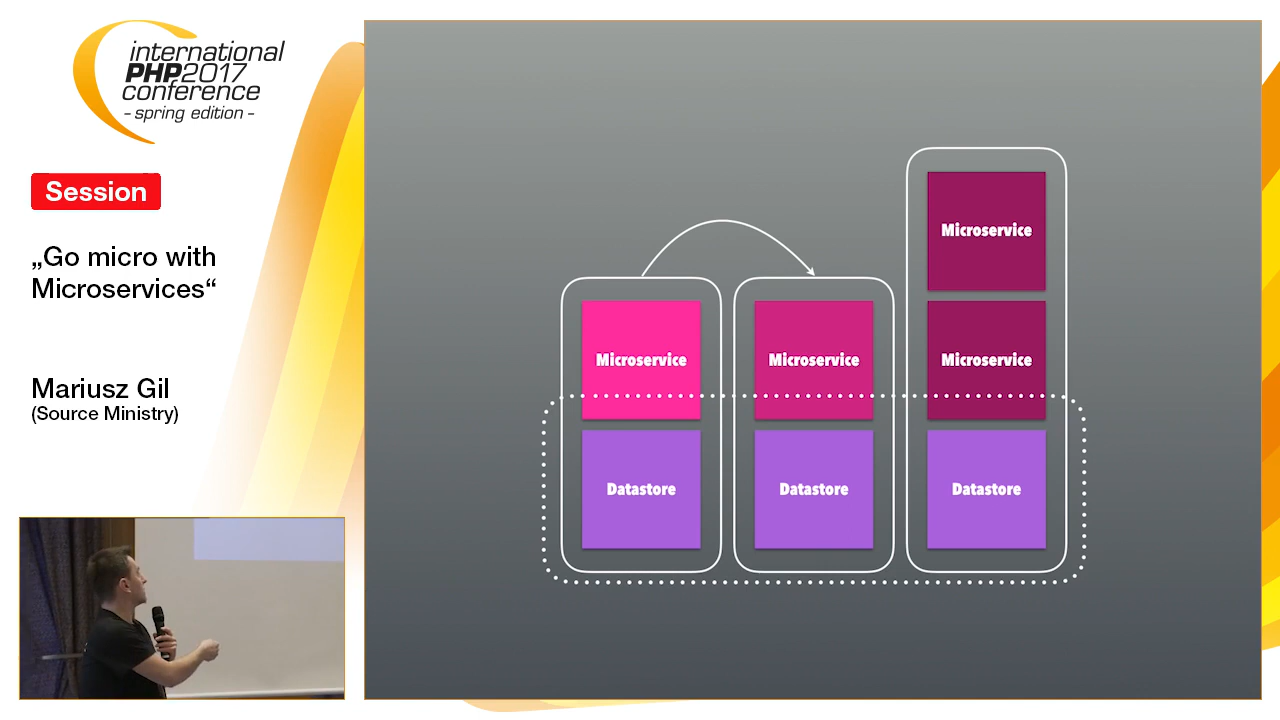 international
PHP2017
conference
- spring edition -
Session
„Go micro with
Microservices“
Mariusz Gil
(Source Ministry)
Microservice
Microservice
Microservice
Microservice
Datastore
Datastore
Datastore